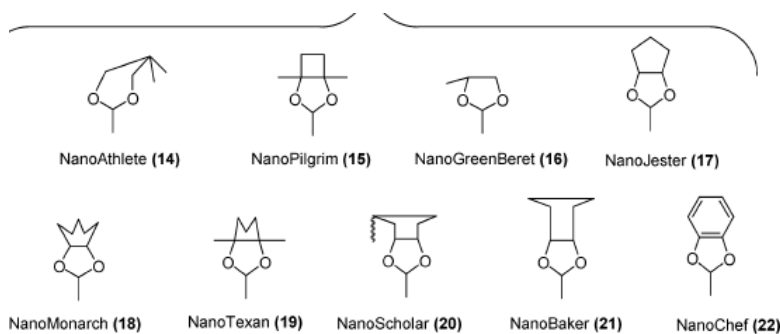 O O O O O O O O
NanoAthlete (14) NanoPilgrim (15) NanoGreenBeret (16) NanoJester (17)
O O O O O O O O O O
NanoMonarch (18) NanoTexan (19) NanoScholar (20) NanoBaker (21) NanoChef (22)